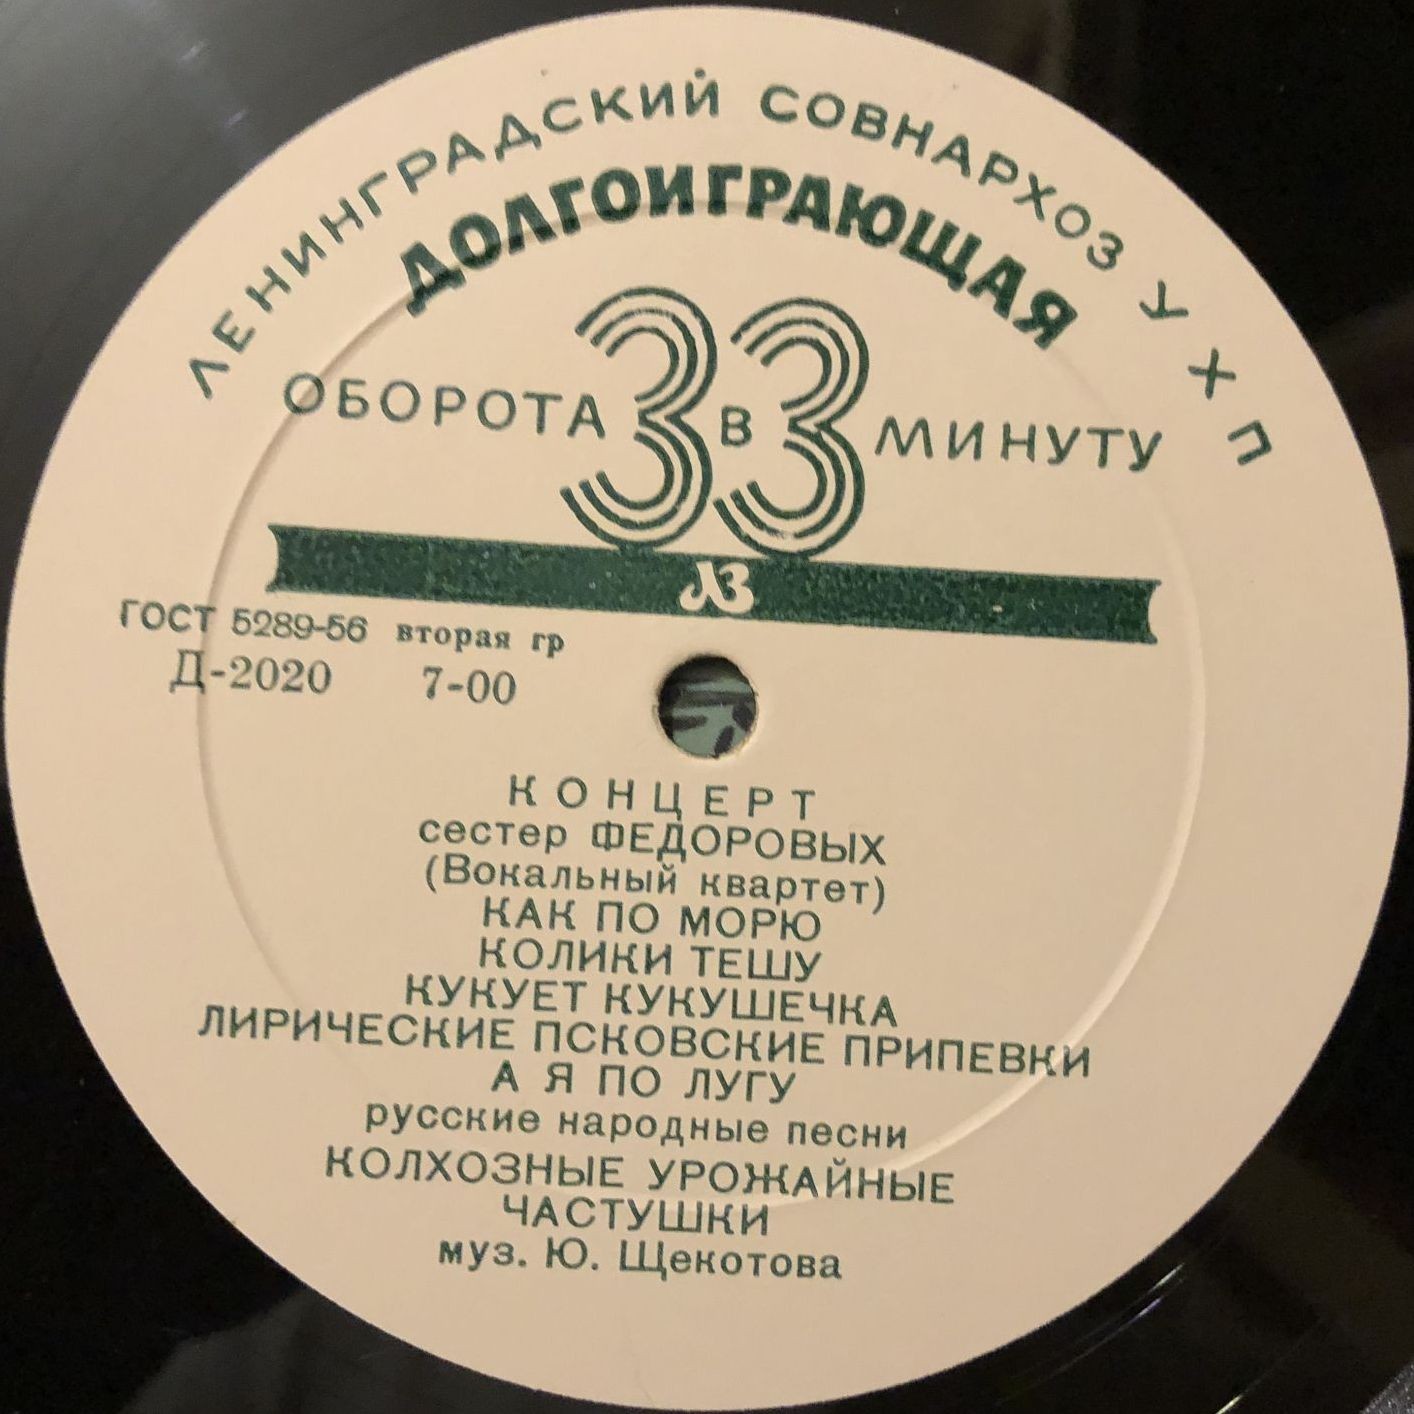 ЛЕНИНГРАДСКИЙ СОВНАРХОЗ УХП
ДОЛГОИГРАЮЩАЯ
ОБОРОТА 33 В МИНУТУ
ЛЗ
ГОСТ 5289-56 вторая гр
Д-2020 7-00
КОНЦЕРТ
сестер ФЕДОРОВЫХ
(Вокальный квартет)
КАК ПО МОРЮ
КОЛИКИ ТЕШУ
КУКУЕТ КУКУШЕЧКА
ЛИРИЧЕСКИЕ ПСКОВСКИЕ ПРИПЕВКИ
А Я ПО ЛУГУ
русские народные песни
КОЛХОЗНЫЕ УРОЖАЙНЫЕ
ЧАСТУШКИ
муз. Ю. Щекотова